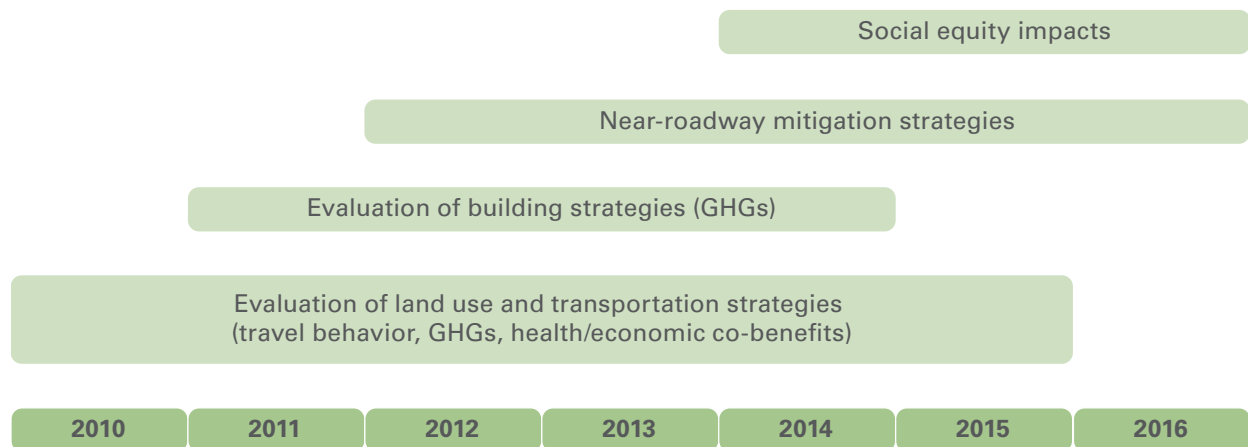 Social equity impacts
Near-roadway mitigation strategies
Evaluation of building strategies (GHGs)
Evaluation of land use and transportation strategies
(travel behavior, GHGs, health/economic co-benefits)
2010 2011 2012 2013 2014 2015 2016